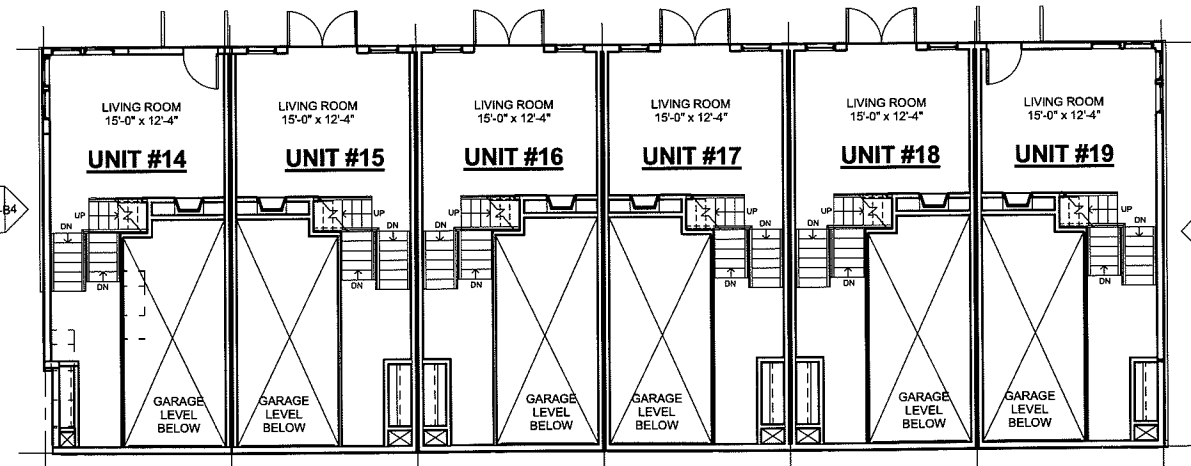 LIVING ROOM
15'-0" x 12'-4"
UNIT #14
LIVING ROOM
15'-0" x 12'-4"
UNIT #15
LIVING ROOM
15'-0" x 12'-4"
UNIT #16
LIVING ROOM
15'-0" x 12'-4"
UNIT #17
LIVING ROOM
15'-0" x 12'-4"
UNIT #18
LIVING ROOM
15'-0" x 12'-4"
UNIT #19
-B4
UP
DN
DN
UP
DN
DN
UP
DN
DN
UP
DN
DN
UP
DN
DN
UP
DN
DN
GARAGE
LEVEL
BELOW
GARAGE
LEVEL
BELOW
GARAGE
LEVEL
BELOW
GARAGE
LEVEL
BELOW
GARAGE
LEVEL
BELOW
GARAGE
LEVEL
BELOW